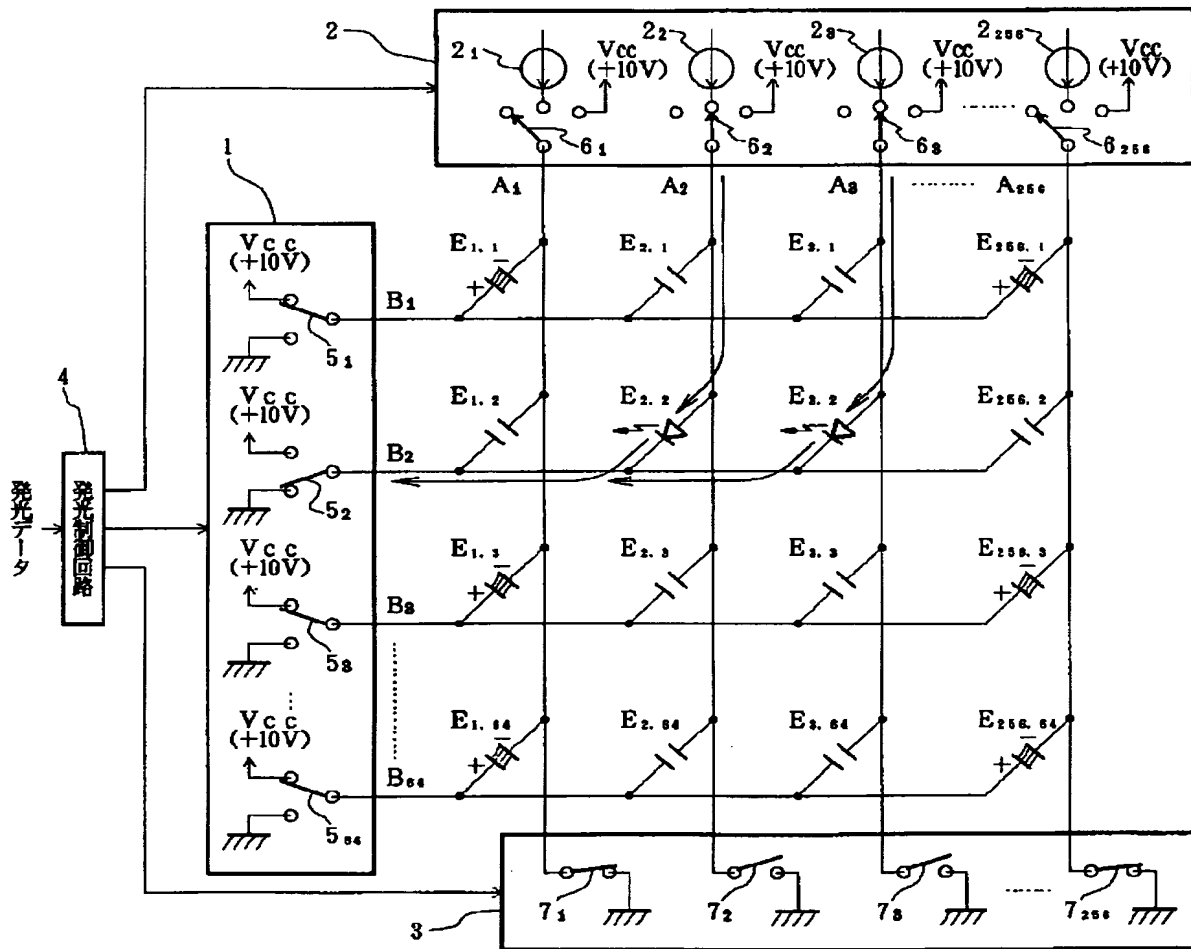 2
2₁
Vcc
(+10V)
2₂
Vcc
(+10V)
2₃
Vcc
(+10V)
2₂₅₆
Vcc
(+10V)
6₁
6₂
6₃
6₂₅₆
1
A₁
A₂
A₃
A₂₅₆
Vcc
(+10V)
5₁
B₁
E₁.₁
+
−
E₂.₁
E₃.₁
E₂₅₆.₁
+
−
4
発光データ
発光制御回路
Vcc
(+10V)
5₂
B₂
E₁.₂
E₂.₂
E₃.₂
E₂₅₆.₂
Vcc
(+10V)
5₃
B₃
E₁.₃
+
−
E₂.₃
E₃.₃
E₂₅₆.₃
+
−
Vcc
(+10V)
5₆₄
B₆₄
E₁.₆₄
+
−
E₂.₆₄
E₃.₆₄
E₂₅₆.₆₄
+
−
3
7₁
7₂
7₃
7₂₅₆